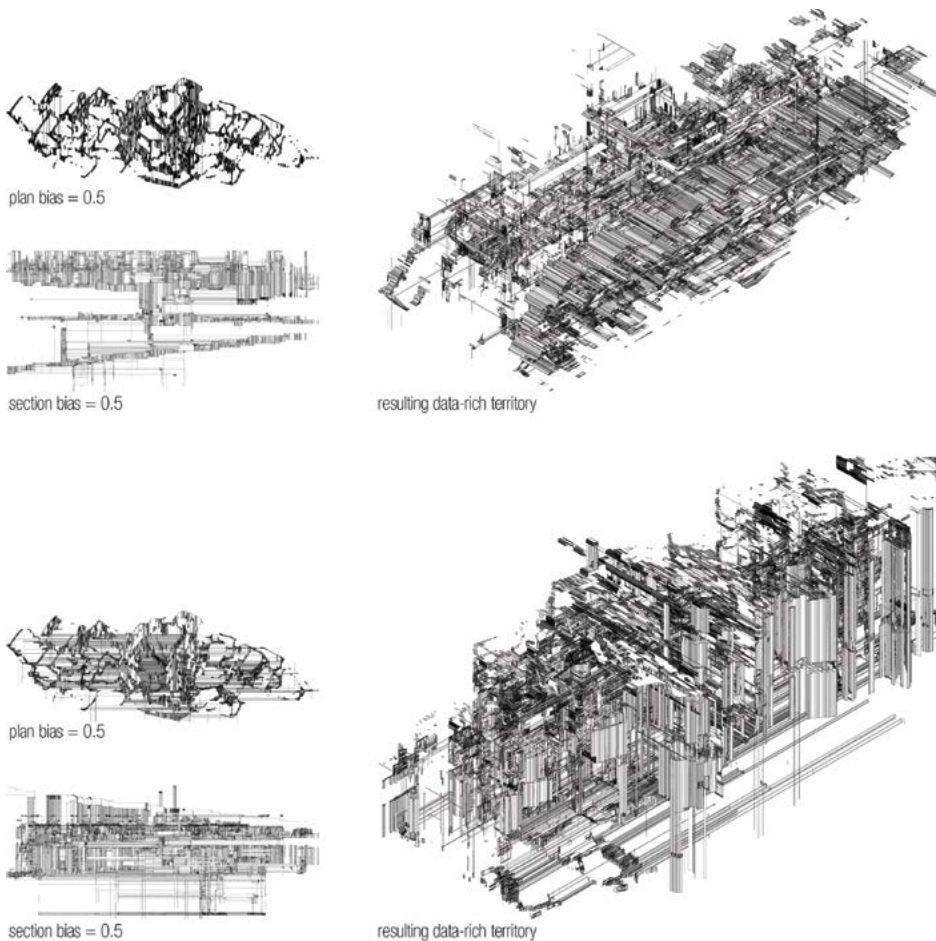 plan bias = 0.5
section bias = 0.5
resulting data-rich territory
plan bias = 0.5
section bias = 0.5
resulting data-rich territory